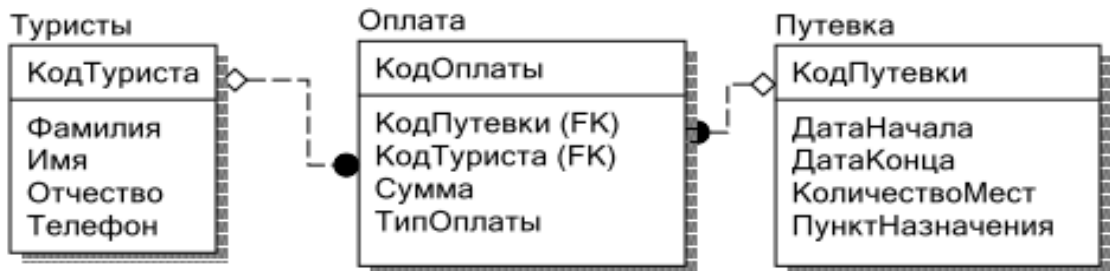 Туристы
КодТуриста
Фамилия
Имя
Отчество
Телефон
Оплата
КодОплаты
КодПутевки (FK)
КодТуриста (FK)
Сумма
ТипОплаты
Путевка
КодПутевки
ДатаНачала
ДатаКонца
КоличествоМест
ПунктНазначения